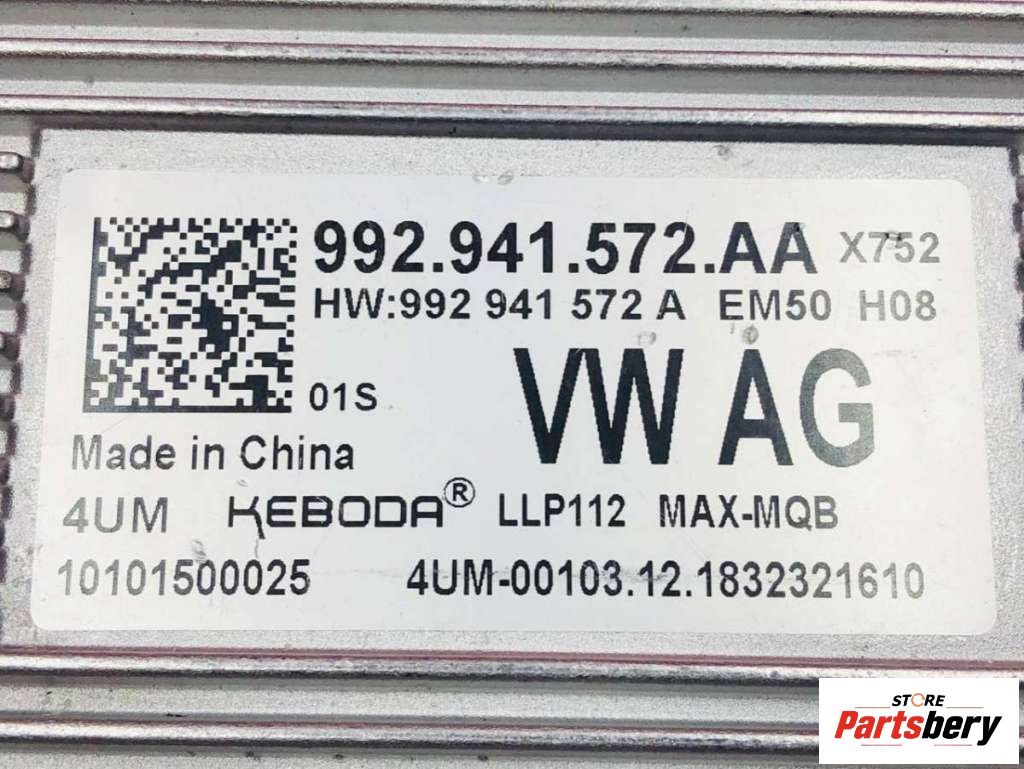 992.941.572.AA X752
HW:992 941 572 A EM50 H08
01S
VW AG
Made in China
4UM KEBODA® LLP112 MAX-MQB
10101500025 4UM-00103.12.1832321610
STORE
Partsbery